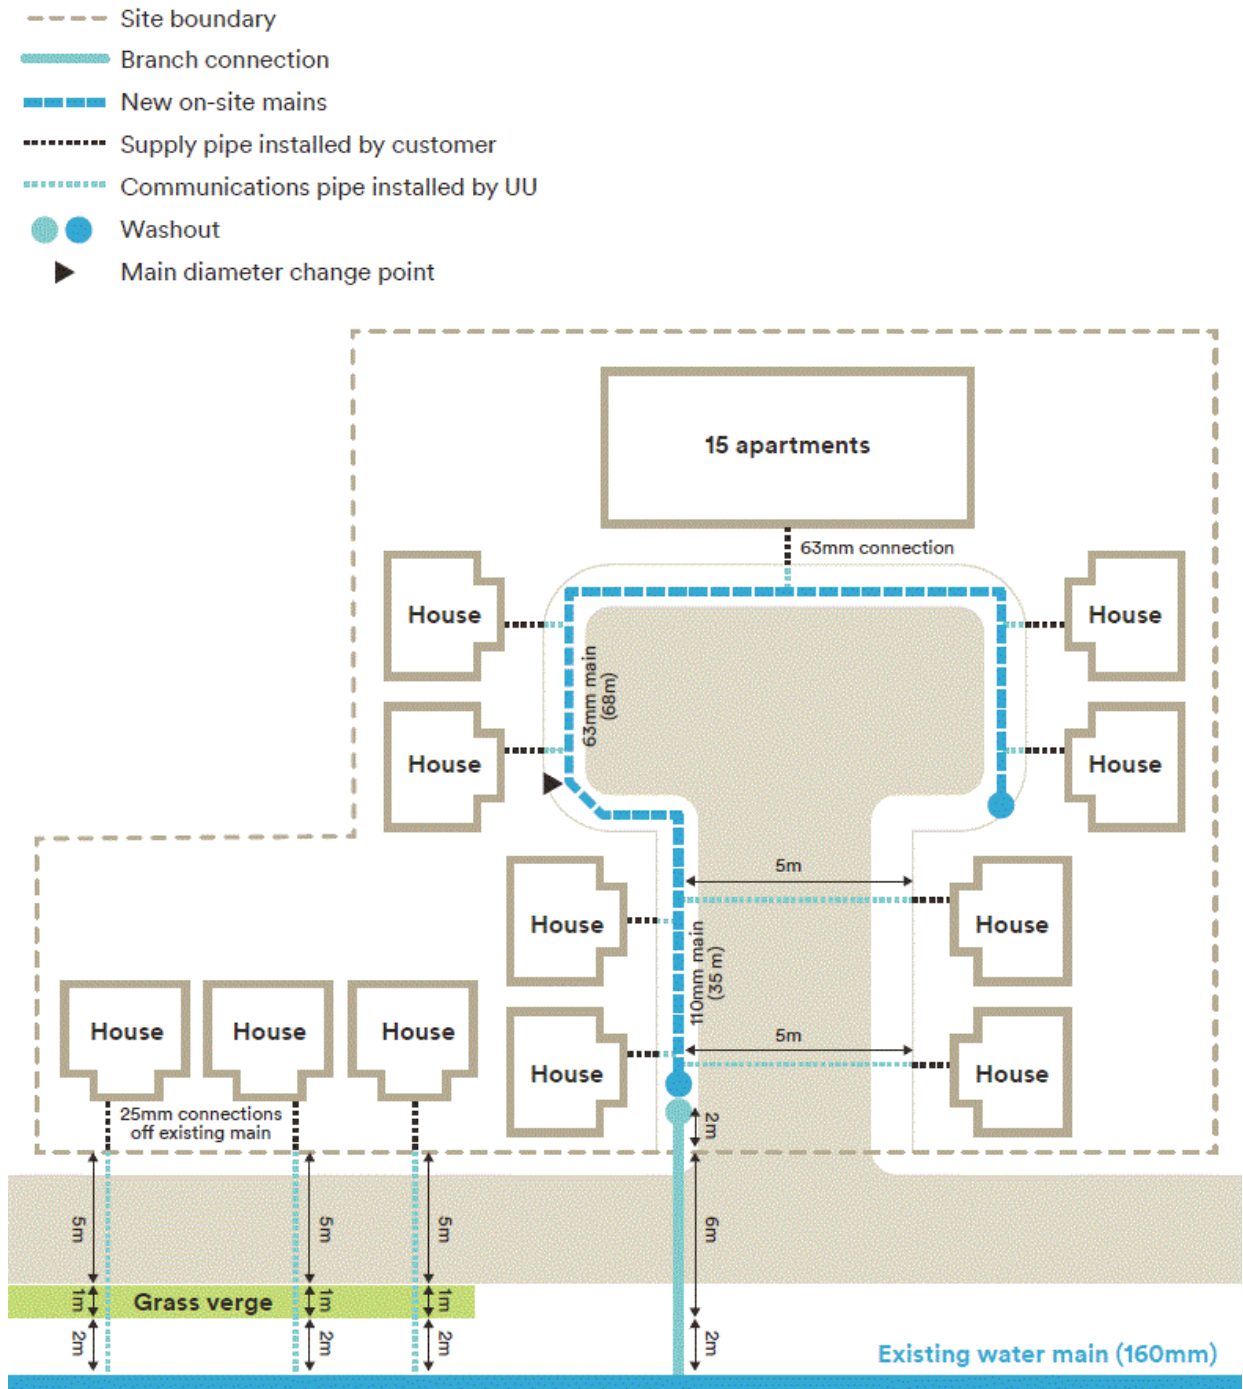 Site boundary
Branch connection
New on-site mains
Supply pipe installed by customer
Communications pipe installed by UU
Washout
Main diameter change point
15 apartments
63mm connection
House
House
63mm main
(68m)
House
House
5m
House
House
110mm main
(35 m)
House
House
House
5m
House
House
25mm connections
off existing main
2m
5m
5m
5m
6m
1m
Grass verge
1m
1m
2m
2m
2m
2m
Existing water main (160mm)